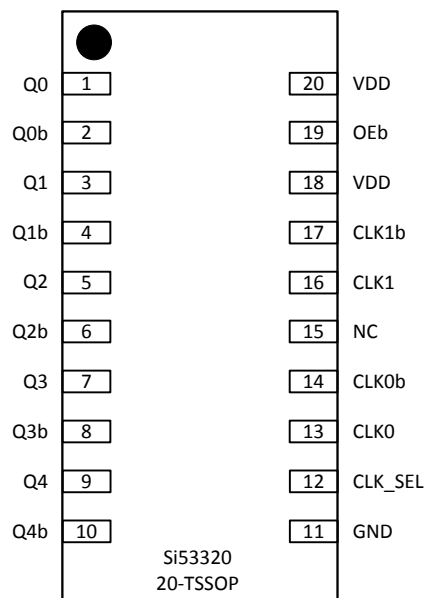 Q0 1 20 VDD
Q0b 2 19 OEb
Q1 3 18 VDD
Q1b 4 17 CLK1b
Q2 5 16 CLK1
Q2b 6 15 NC
Q3 7 14 CLK0b
Q3b 8 13 CLK0
Q4 9 12 CLK_SEL
Q4b 10 11 GND
Si53320
20-TSSOP